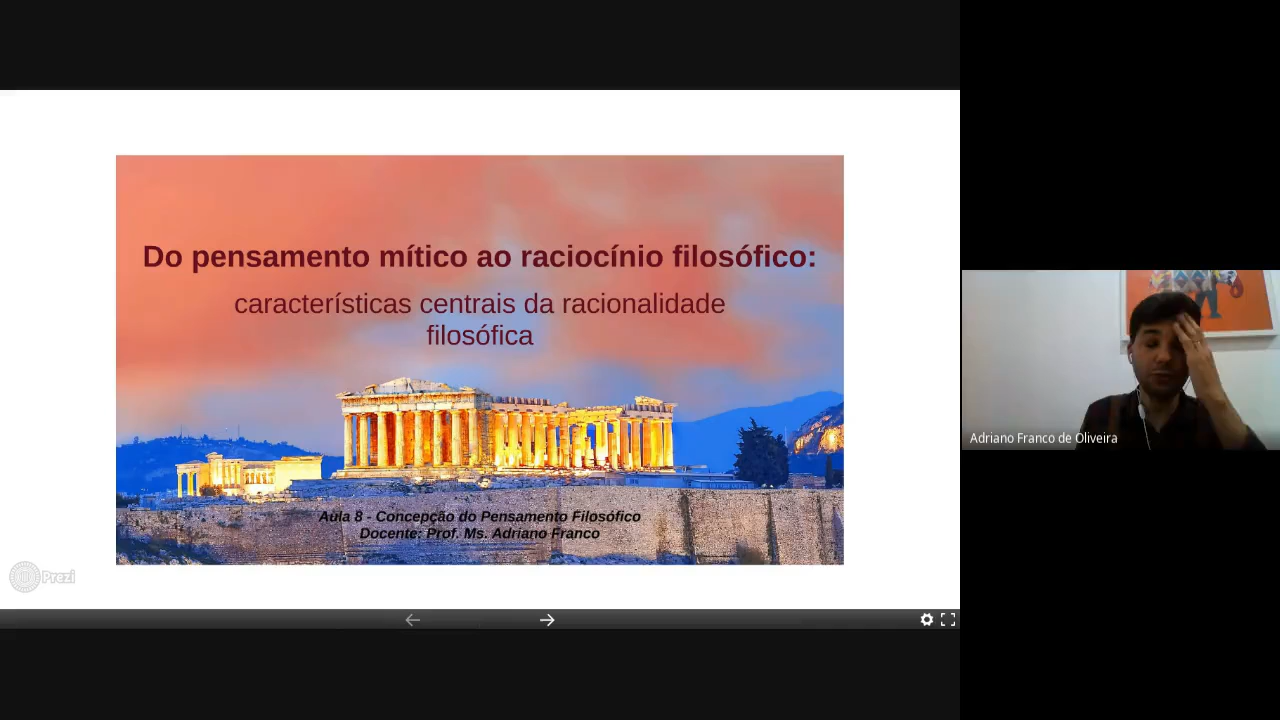 Do pensamento mítico ao raciocínio filosófico:
características centrais da racionalidade
filosófica
Aula 8 - Concepção do Pensamento Filosófico
Docente: Prof. Ms. Adriano Franco
Prezi
Adriano Franco de Oliveira